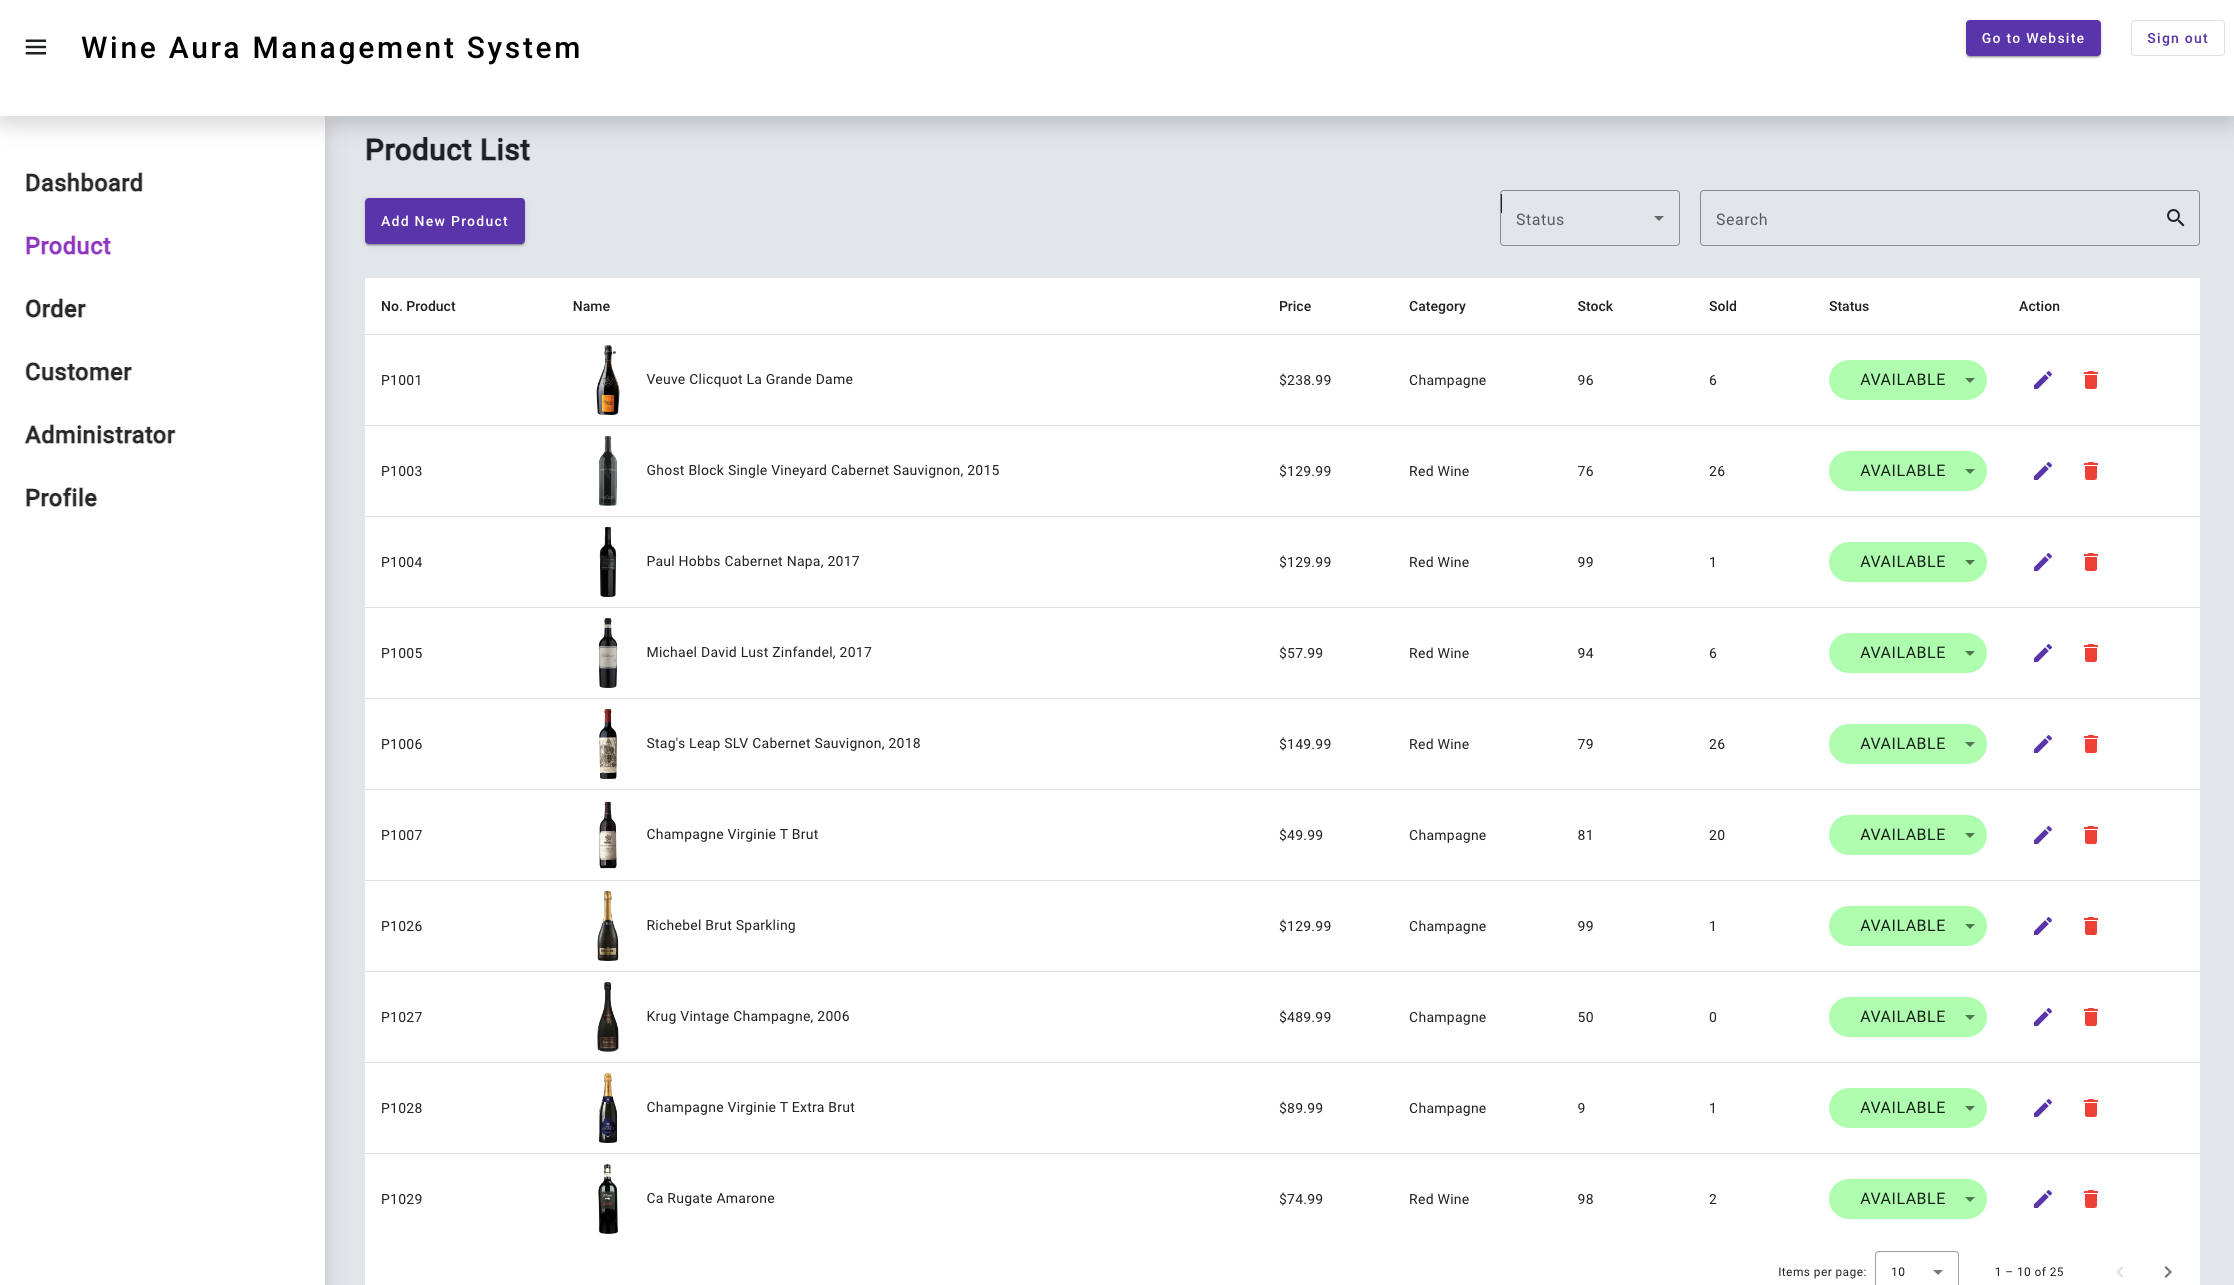 Wine Aura Management System
Go to Website
Sign out
Dashboard
Product
Order
Customer
Administrator
Profile
Product List
Add New Product
Status
Search
No. Product Name Price Category Stock Sold Status Action
P1001 Veuve Clicquot La Grande Dame $238.99 Champagne 96 6 AVAILABLE
P1003 Ghost Block Single Vineyard Cabernet Sauvignon, 2015 $129.99 Red Wine 76 26 AVAILABLE
P1004 Paul Hobbs Cabernet Napa, 2017 $129.99 Red Wine 99 1 AVAILABLE
P1005 Michael David Lust Zinfandel, 2017 $57.99 Red Wine 94 6 AVAILABLE
P1006 Stag's Leap SLV Cabernet Sauvignon, 2018 $149.99 Red Wine 79 26 AVAILABLE
P1007 Champagne Virginie T Brut $49.99 Champagne 81 20 AVAILABLE
P1026 Richebel Brut Sparkling $129.99 Champagne 99 1 AVAILABLE
P1027 Krug Vintage Champagne, 2006 $489.99 Champagne 50 0 AVAILABLE
P1028 Champagne Virginie T Extra Brut $89.99 Champagne 9 1 AVAILABLE
P1029 Ca Rugate Amarone $74.99 Red Wine 98 2 AVAILABLE
Items per page: 10 1 – 10 of 25